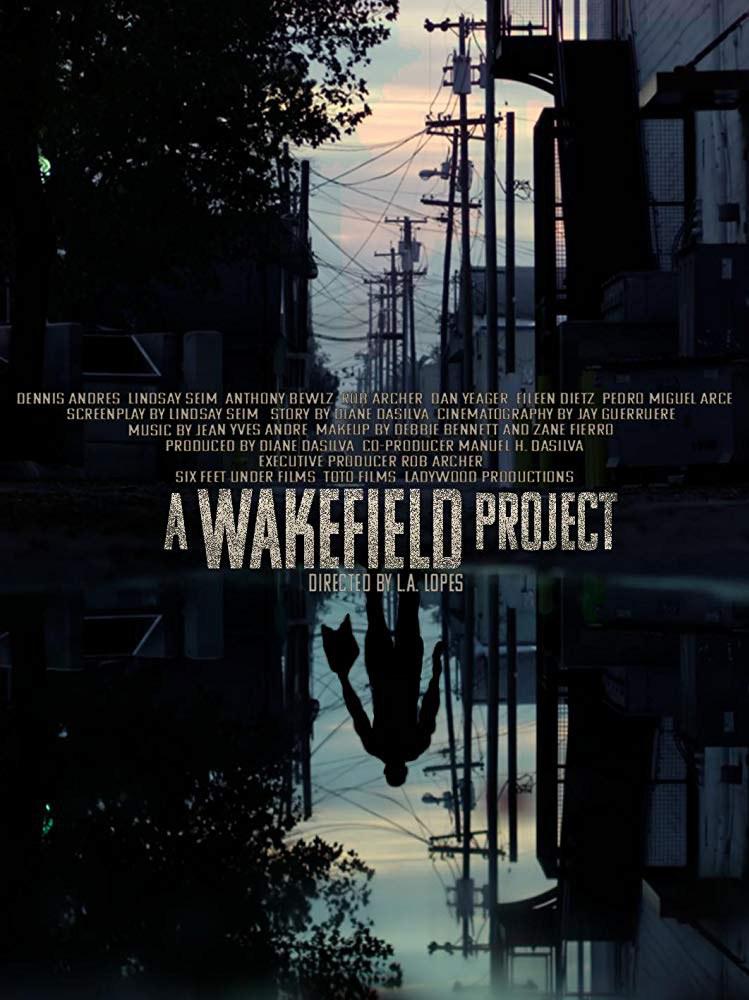 DENNIS ANDRES LINDSAY SEIM ANTHONY BEWLZ ROB ARCHER DAN YEAGER EILEEN DIETZ PEDRO MIGUEL ARCE
SCREENPLAY BY LINDSAY SEIM STORY BY DIANE DASILVA CINEMATOGRAPHY BY JAY GUERRUERE
MUSIC BY JEAN YVES ANDRE MAKEUP BY DEBBIE BENNETT AND ZANE FIERRO
PRODUCED BY DIANE DASILVA CO-PRODUCER MANUEL H. DASILVA
EXECUTIVE PRODUCER ROB ARCHER
SIX FEET UNDER FILMS TOTO FILMS LADYWOOD PRODUCTIONS
A WAKEFIELD PROJECT
DIRECTED BY L.A. LOPES